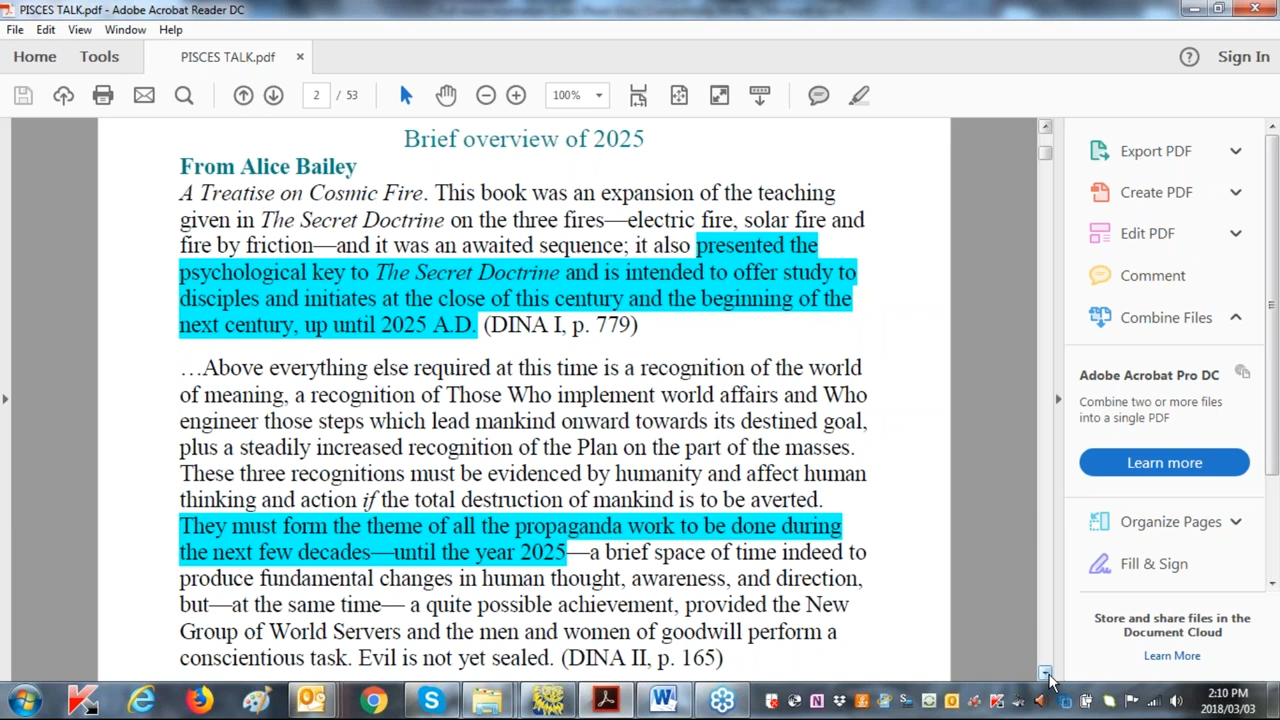 PISCES TALK.pdf - Adobe Acrobat Reader DC
File Edit View Window Help
Home Tools PISCES TALK.pdf × ? Sign In
2 / 53 100%
Brief overview of 2025
From Alice Bailey
A Treatise on Cosmic Fire. This book was an expansion of the teaching
given in The Secret Doctrine on the three fires—electric fire, solar fire and
fire by friction—and it was an awaited sequence; it also presented the
psychological key to The Secret Doctrine and is intended to offer study to
disciples and initiates at the close of this century and the beginning of the
next century, up until 2025 A.D. (DINA I, p. 779)
…Above everything else required at this time is a recognition of the world
of meaning, a recognition of Those Who implement world affairs and Who
engineer those steps which lead mankind onward towards its destined goal,
plus a steadily increased recognition of the Plan on the part of the masses.
These three recognitions must be evidenced by humanity and affect human
thinking and action if the total destruction of mankind is to be averted.
They must form the theme of all the propaganda work to be done during
the next few decades—until the year 2025—a brief space of time indeed to
produce fundamental changes in human thought, awareness, and direction,
but—at the same time— a quite possible achievement, provided the New
Group of World Servers and the men and women of goodwill perform a
conscientious task. Evil is not yet sealed. (DINA II, p. 165)
Export PDF
Create PDF
Edit PDF
Comment
Combine Files
Adobe Acrobat Pro DC
Combine two or more files
into a single PDF
Learn more
Organize Pages
Fill & Sign
Store and share files in the
Document Cloud
Learn More
2:10 PM
2018/03/03